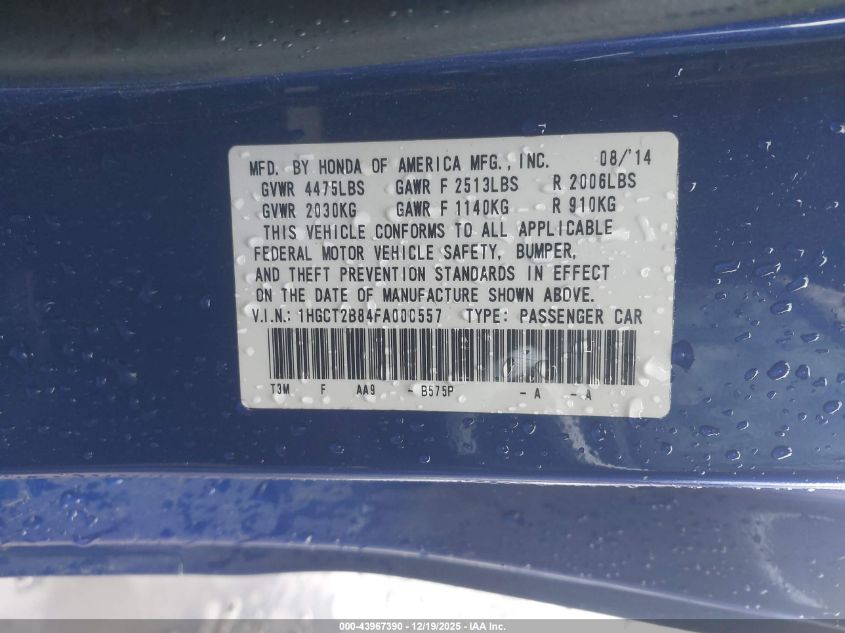 MFD. BY HONDA OF AMERICA MFG., INC. 08/'14
GVWR 4475LBS GAWR F 2513LBS R 2006LBS
GVWR 2030KG GAWR F 1140KG R 910KG
THIS VEHICLE CONFORMS TO ALL APPLICABLE
FEDERAL MOTOR VEHICLE SAFETY, BUMPER,
AND THEFT PREVENTION STANDARDS IN EFFECT
ON THE DATE OF MANUFACTURE SHOWN ABOVE.
V.I.N.: 1HGCT2B84FA000557 TYPE: PASSENGER CAR
T3M F AA9 - B575P - A - A
000-43967390 - 12/19/2025 - IAA Inc.